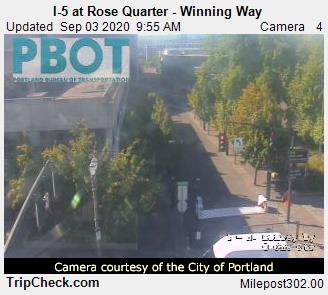 I-5 at Rose Quarter - Winning Way
Updated Sep 03 2020 9:55 AM Camera 4
PBOT
PORTLAND BUREAU OF TRANSPORTATION
Camera courtesy of the City of Portland
TripCheck.com Milepost302.00